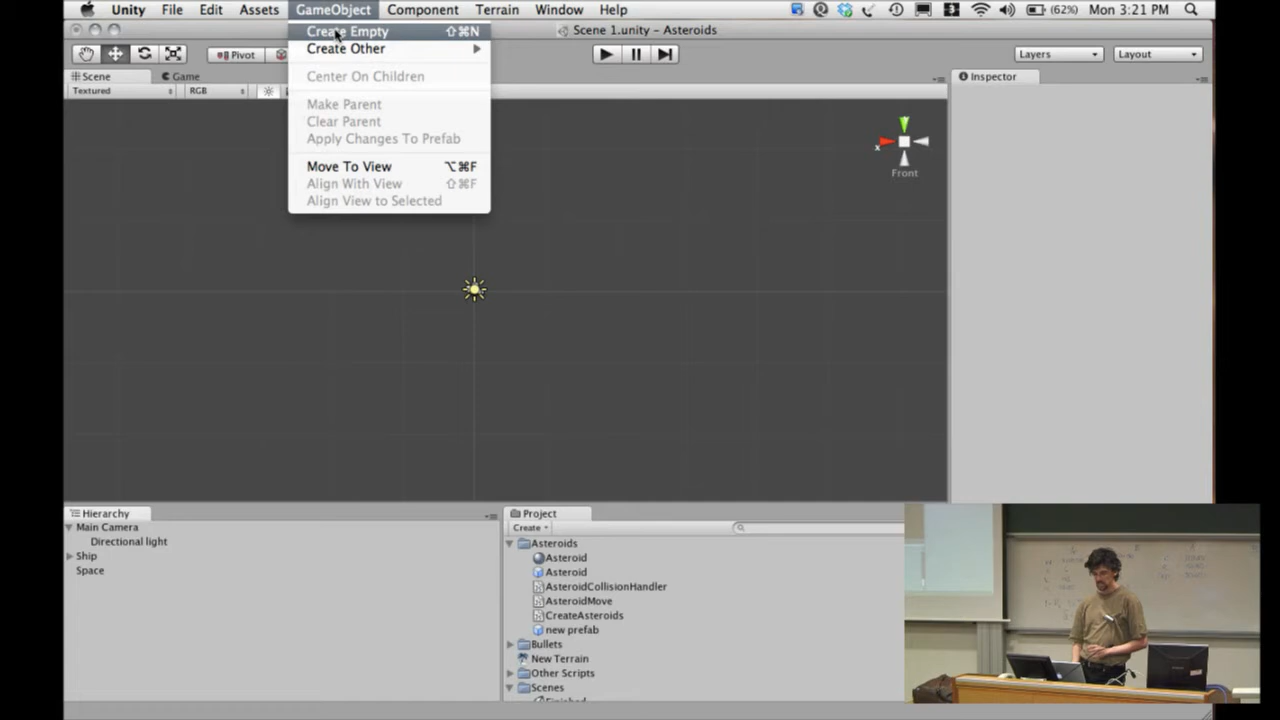 Unity File Edit Assets GameObject Component Terrain Window Help (62%) Mon 3:21 PM
Scene 1.unity – Asteroids
Create Empty ⇧⌘N
Create Other
Center On Children
Make Parent
Clear Parent
Apply Changes To Prefab
Move To View ⌥⌘F
Align With View ⇧⌘F
Align View to Selected
Pivot
Layers
Layout
Scene
Game
Textured
RGB
x
Front
Inspector
Hierarchy
Main Camera
Directional light
Ship
Space
Project
Create
Asteroids
Asteroid
Asteroid
AsteroidCollisionHandler
AsteroidMove
CreateAsteroids
new prefab
Bullets
New Terrain
Other Scripts
Scenes
Finished